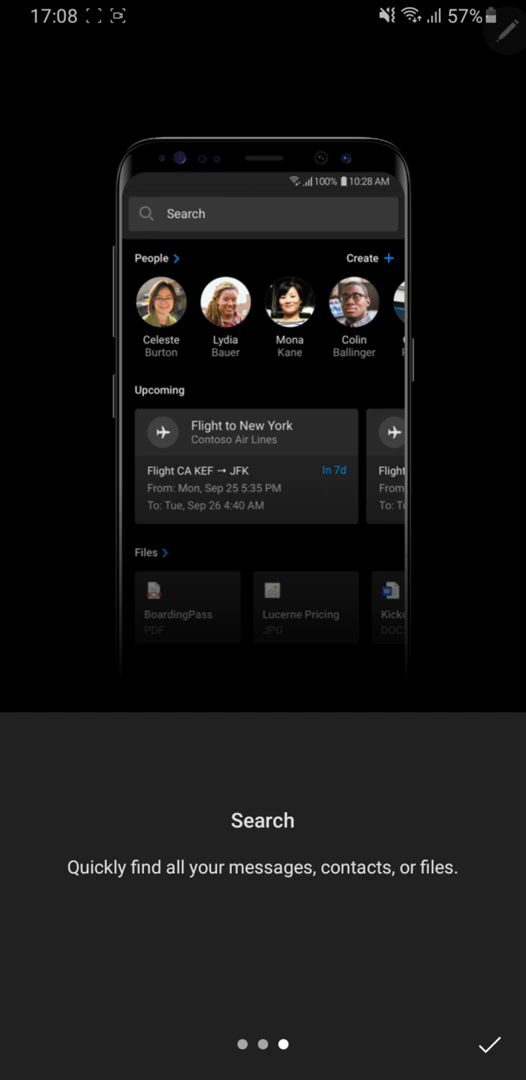 17:08 57%
100% 10:28 AM
Search
People Create
Celeste Lydia Mona Colin
Burton Bauer Kane Ballinger
Upcoming
Flight to New York
Contoso Air Lines
Flight CA KEF → JFK In 7d Flight
From: Mon, Sep 25 5:35 PM From
To: Tue, Sep 26 4:40 AM
Files
BoardingPass Lucerne Pricing
PDF JPG
Search
Quickly find all your messages, contacts, or files.